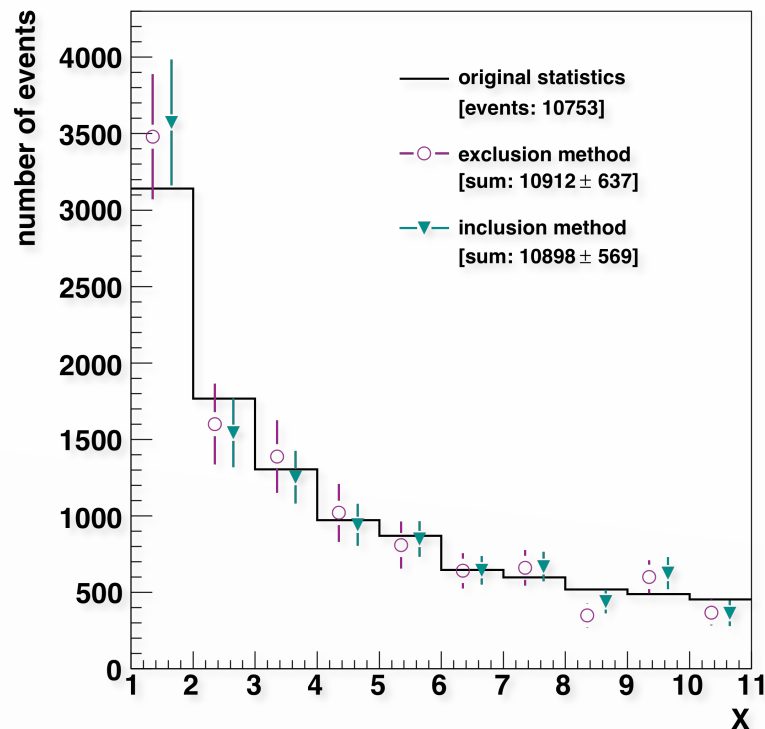 number of events
4000
3500
3000
2500
2000
1500
1000
500
0
original statistics
[events: 10753]
exclusion method
[sum: 10912 ± 637]
inclusion method
[sum: 10898 ± 569]
1 2 3 4 5 6 7 8 9 10 11
X